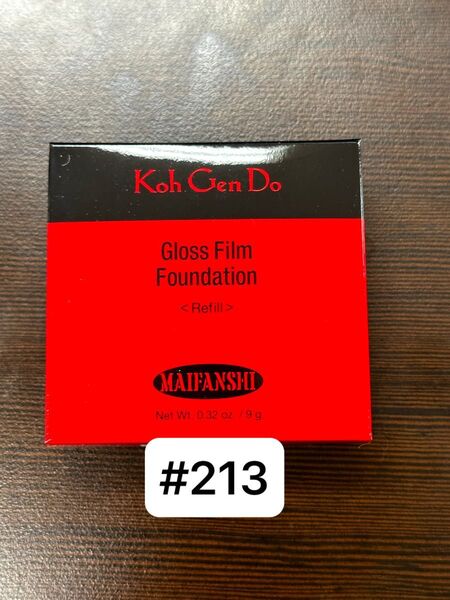 Koh Gen Do
Gloss Film
Foundation
< Refill >
MAIFANSHI
Net Wt. 0.32 oz. / 9 g
#213